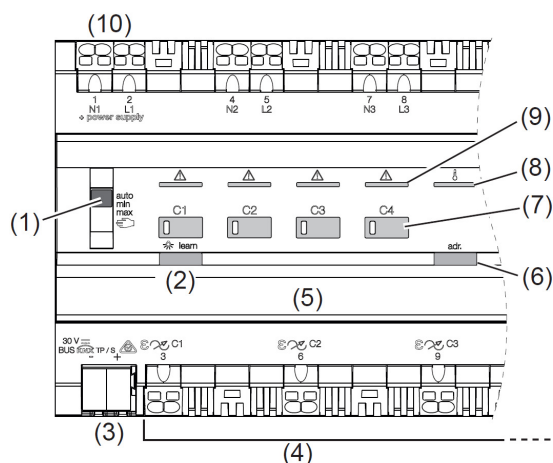 (10)
1 2 4 5 7 8
N1 L1 N2 L2 N3 L3
+ power supply
(9)
(8)
auto
min
max
(1)
C1 C2 C3 C4
(7)
learn adr.
(2)
(6)
(5)
30 V C1 C2 C3
BUS KNX TP / S 3 6 9
- +
(3)
(4)